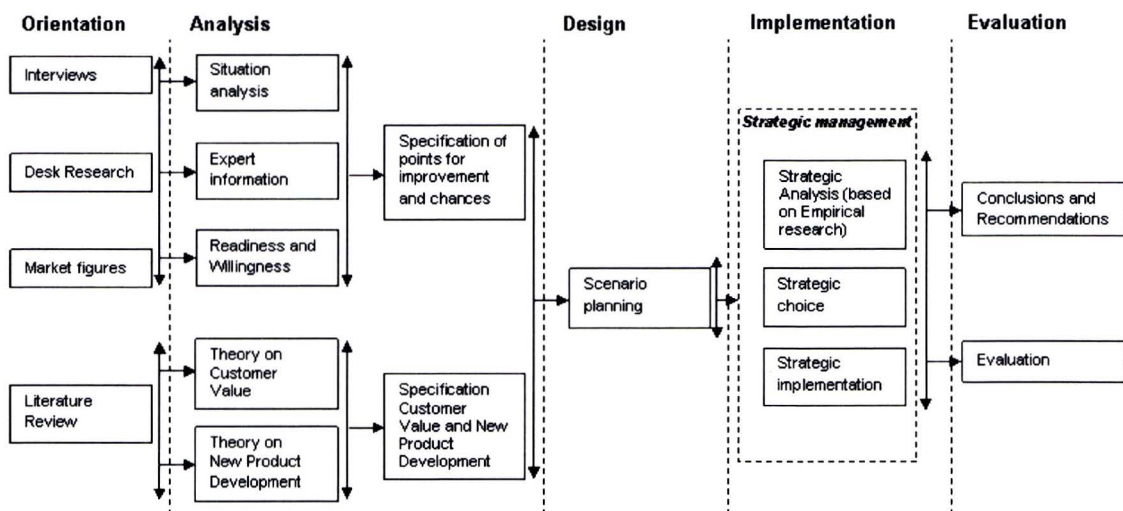 Orientation
Analysis
Design
Implementation
Evaluation
Interviews
Desk Research
Market figures
Literature
Review
Situation
analysis
Expert
information
Readiness and
Willingness
Theory on
Customer
Value
Theory on
New Product
Development
Specification of
points for
improvement
and chances
Specification
Customer
Value and New
Product
Development
Scenario
planning
Strategic management
Strategic
Analysis (based
on Empirical
research)
Strategic
choice
Strategic
implementation
Conclusions and
Recommendations
Evaluation